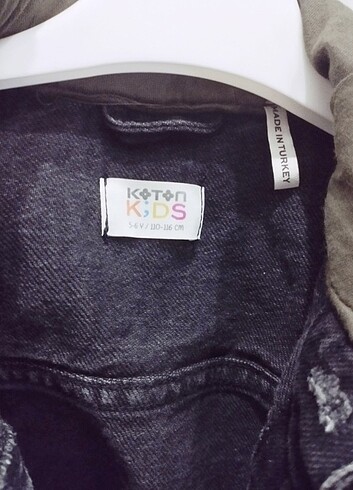 KOTON
KIDS
5-6 Y / 110-116 CM
MADE IN TURKEY